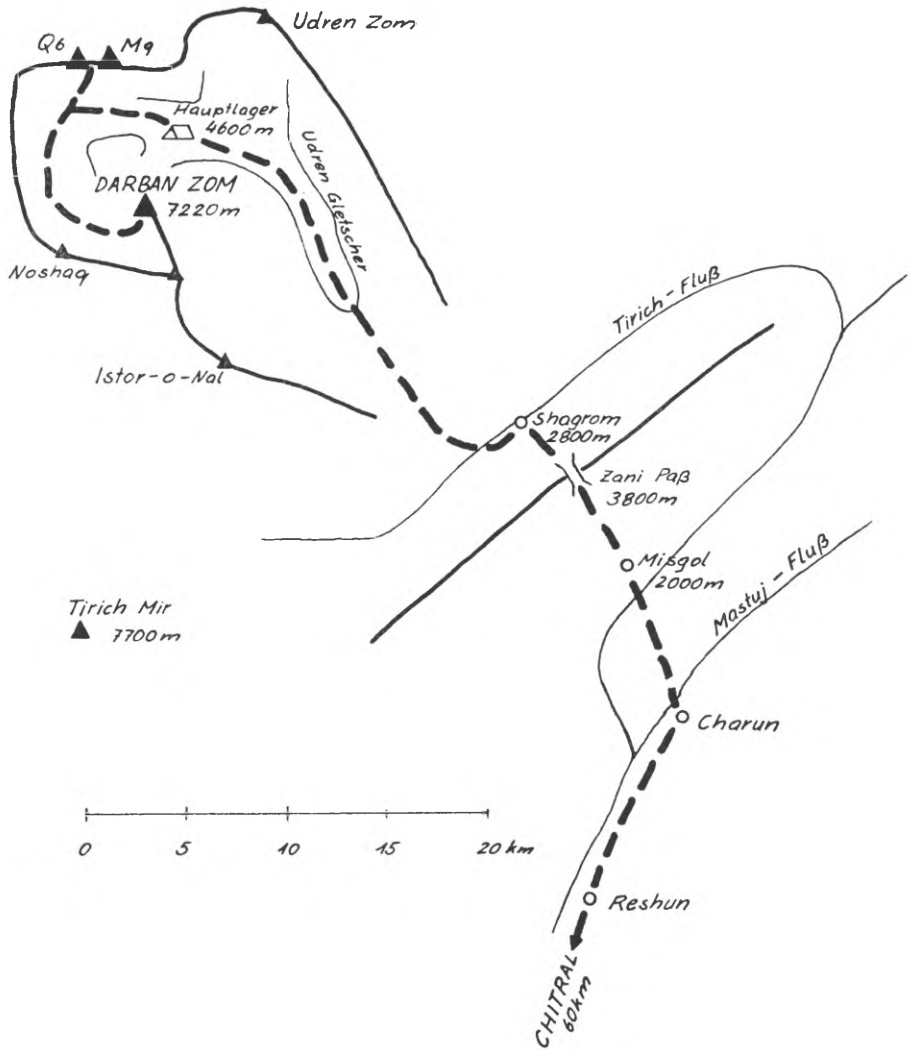 Udren Zom
Q6
M9
Hauptlager
4600m
Udren Gletscher
DARBAN ZOM
7220m
Noshaq
Istor-o-Nal
Tirich-Fluß
Shagrom
2800m
Zani Paß
3800m
Misgol
2000m
Mastuj-Fluß
Tirich Mir
7700m
Charun
0 5 10 15 20 km
Reshun
CHITRAL
60km